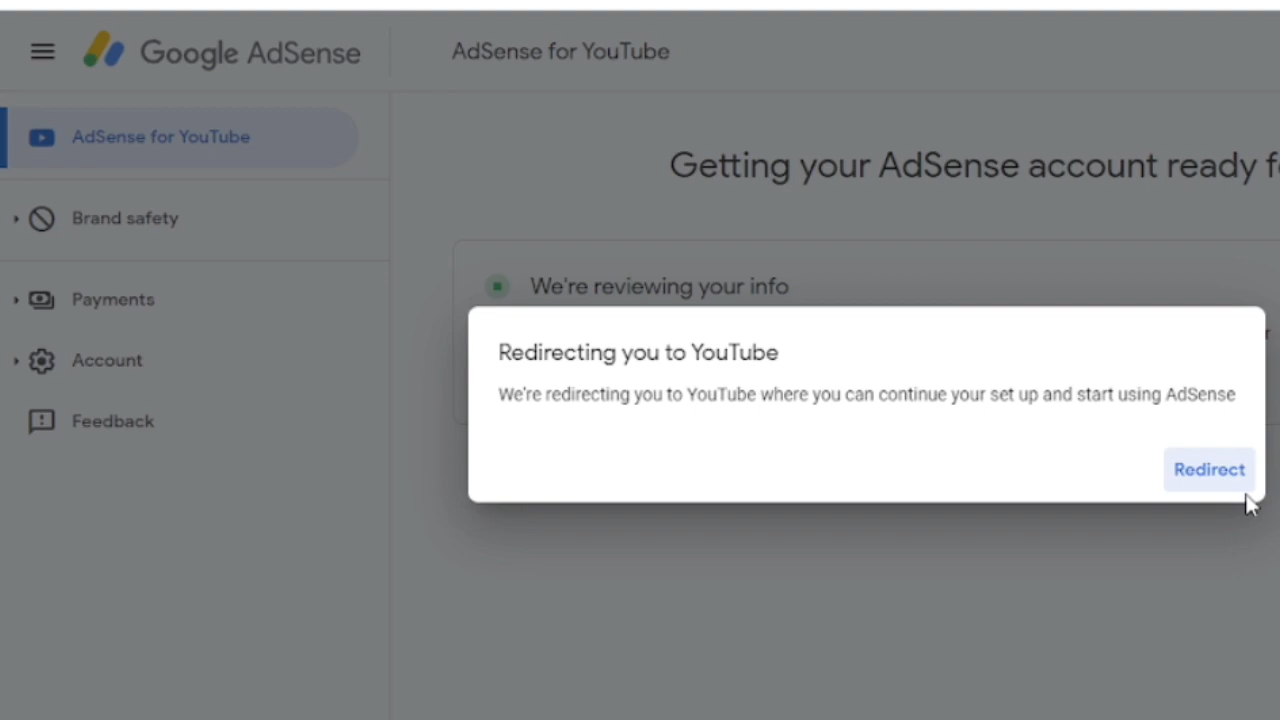 Google AdSense
AdSense for YouTube
AdSense for YouTube
Brand safety
Payments
Account
Feedback
Getting your AdSense account ready
We're reviewing your info
Redirecting you to YouTube
We're redirecting you to YouTube where you can continue your set up and start using AdSense
Redirect